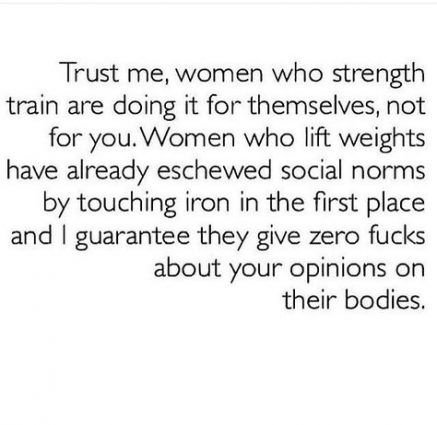 Trust me, women who strength
train are doing it for themselves, not
for you. Women who lift weights
have already eschewed social norms
by touching iron in the first place
and I guarantee they give zero fucks
about your opinions on
their bodies.